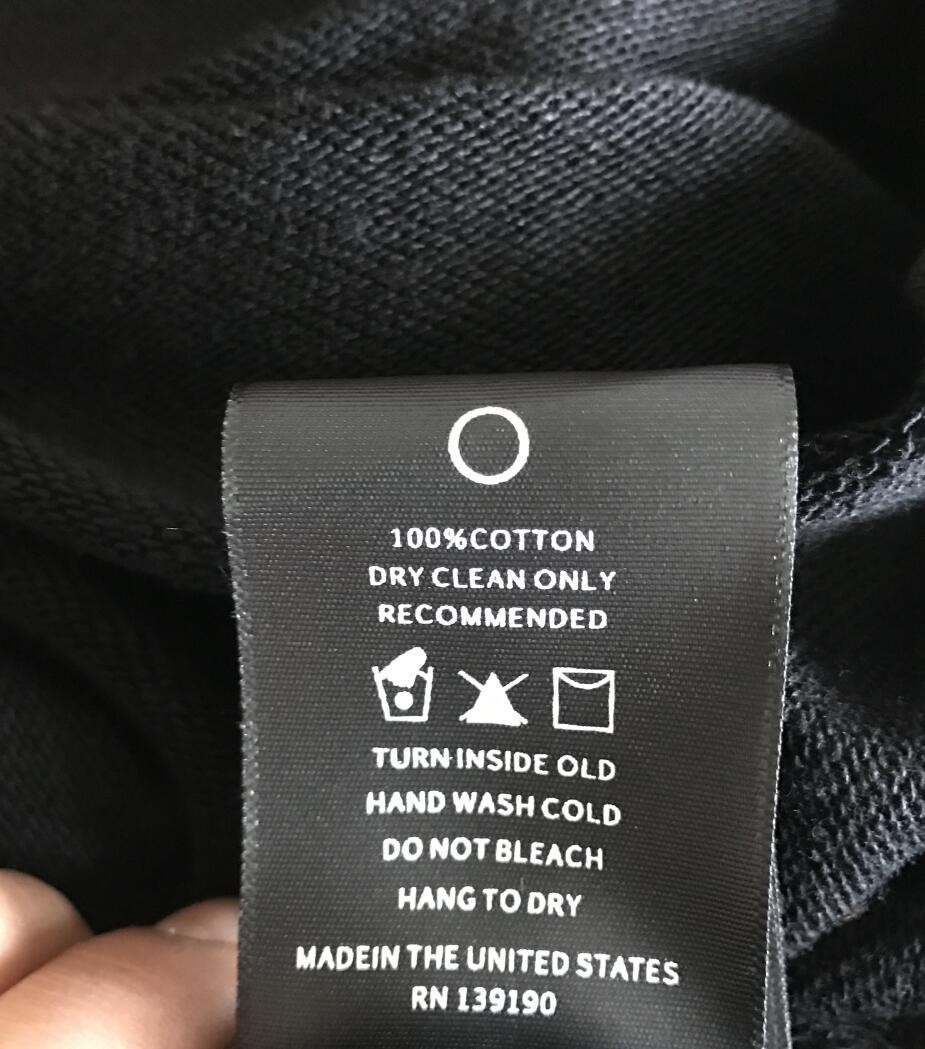 100%COTTON
DRY CLEAN ONLY
RECOMMENDED
TURN INSIDE OLD
HAND WASH COLD
DO NOT BLEACH
HANG TO DRY
MADEIN THE UNITED STATES
RN 139190